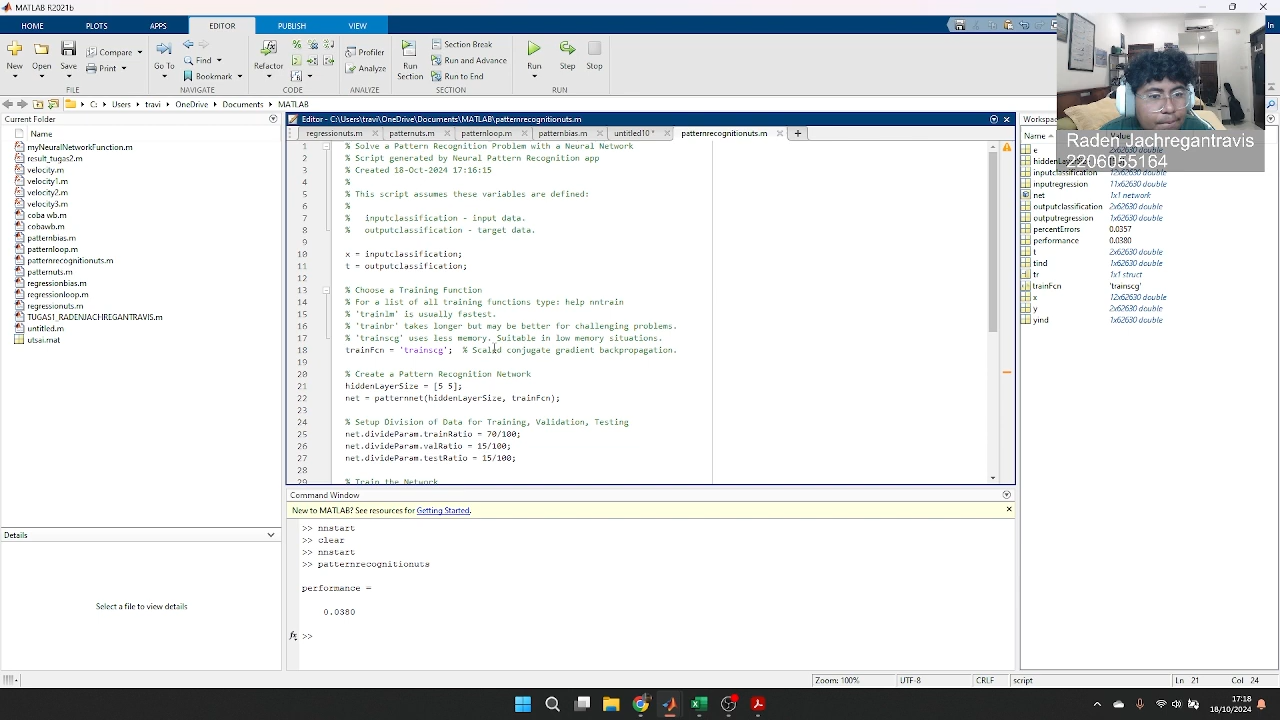 MATLAB R2021b
HOME PLOTS APPS EDITOR PUBLISH VIEW
New Open Save Compare Print Go To Find Bookmark Refactor Profiler Analyze Run Section Section Break Run and Advance Run to End Run Step Stop
FILE NAVIGATE CODE ANALYZE SECTION RUN
C: Users travi OneDrive Documents MATLAB
Current Folder
Name
myNeuralNetworkFunction.m
result_tugas2.m
velocity.m
velocity1.m
velocity2.m
velocity3.m
coba wb.m
cobawb.m
patternbias.m
patternloop.m
patternrecognitionuts.m
patternuts.m
regressionbias.m
regressionloop.m
regressionuts.m
TUGAS1_RADENJACHREGANTRAVIS.m
untitled.m
utsai.mat
Details
Select a file to view details
Editor - C:\Users\travi\OneDrive\Documents\MATLAB\patternrecognitionuts.m
regressionuts.m patternuts.m patternloop.m patternbias.m untitled10 * patternrecognitionuts.m
1 % Solve a Pattern Recognition Problem with a Neural Network
2 % Script generated by Neural Pattern Recognition app
3 % Created 18-Oct-2024 17:16:15
4 %
5 % This script assumes these variables are defined:
6 %
7 % inputclassification - input data.
8 % outputclassification - target data.
9
10 x = inputclassification;
11 t = outputclassification;
12
13 % Choose a Training Function
14 % For a list of all training functions type: help nntrain
15 % 'trainlm' is usually fastest.
16 % 'trainbr' takes longer but may be better for challenging problems.
17 % 'trainscg' uses less memory. Suitable in low memory situations.
18 trainFcn = 'trainscg'; % Scaled conjugate gradient backpropagation.
19
20 % Create a Pattern Recognition Network
21 hiddenLayerSize = [5 5];
22 net = patternnet(hiddenLayerSize, trainFcn);
23
24 % Setup Division of Data for Training, Validation, Testing
25 net.divideParam.trainRatio = 70/100;
26 net.divideParam.valRatio = 15/100;
27 net.divideParam.testRatio = 15/100;
28
29 % Train the Network
Command Window
New to MATLAB? See resources for Getting Started.
>> nnstart
>> clear
>> nnstart
>> patternrecognitionuts
performance =
0.0380
fx >>
Raden Jachregantravis
2206055164
Name
e
inputclassification 12x62630 double
inputregression 11x62630 double
net 1x1 network
outputclassification 2x62630 double
outputregression 1x62630 double
percentErrors 0.0357
performance 0.0380
t 2x62630 double
tind 1x62630 double
tr 1x1 struct
trainFcn 'trainscg'
x 12x62630 double
y 2x62630 double
yind 1x62630 double
Zoom: 100% UTF-8 CRLF script Ln 21 Col 24
17:18
18/10/2024